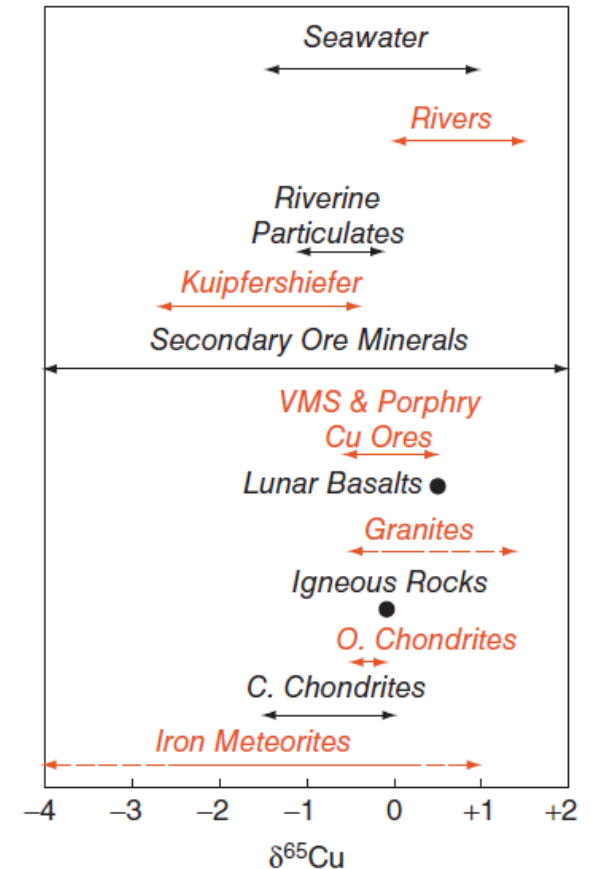 Seawater
Rivers
Riverine
Particulates
Kuipfershiefer
Secondary Ore Minerals
VMS & Porphry
Cu Ores
Lunar Basalts
Granites
Igneous Rocks
O. Chondrites
C. Chondrites
Iron Meteorites
–4 –3 –2 –1 0 +1 +2
δ⁶⁵Cu